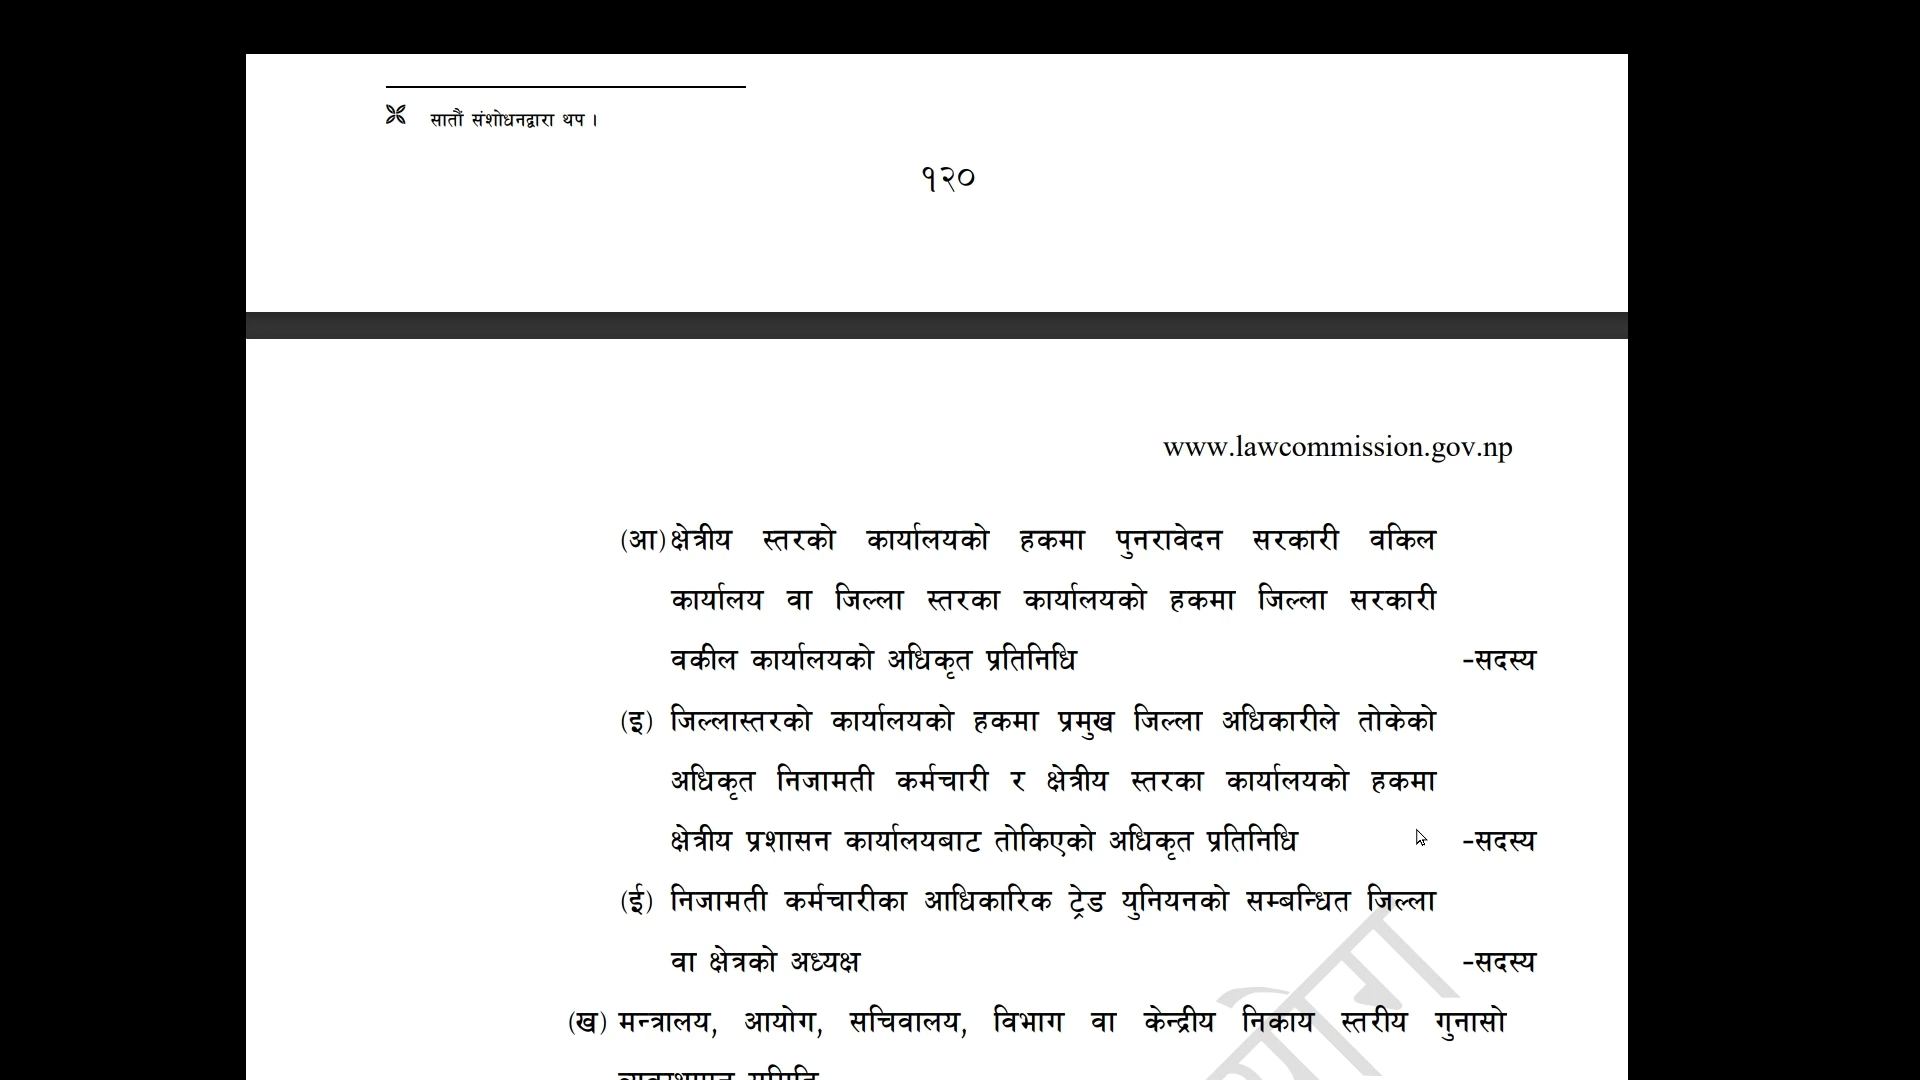 सातौं संशोधनद्वारा थप ।
१२०
www.lawcommission.gov.np
(आ) क्षेत्रीय स्तरको कार्यालयको हकमा पुनरावेदन सरकारी वकिल
कार्यालय वा जिल्ला स्तरका कार्यालयको हकमा जिल्ला सरकारी
वकील कार्यालयको अधिकृत प्रतिनिधि -सदस्य
(इ) जिल्लास्तरको कार्यालयको हकमा प्रमुख जिल्ला अधिकारीले तोकेको
अधिकृत निजामती कर्मचारी र क्षेत्रीय स्तरका कार्यालयको हकमा
क्षेत्रीय प्रशासन कार्यालयबाट तोकिएको अधिकृत प्रतिनिधि -सदस्य
(ई) निजामती कर्मचारीका आधिकारिक ट्रेड युनियनको सम्बन्धित जिल्ला
वा क्षेत्रको अध्यक्ष -सदस्य
(ख) मन्त्रालय, आयोग, सचिवालय, विभाग वा केन्द्रीय निकाय स्तरीय गुनासो